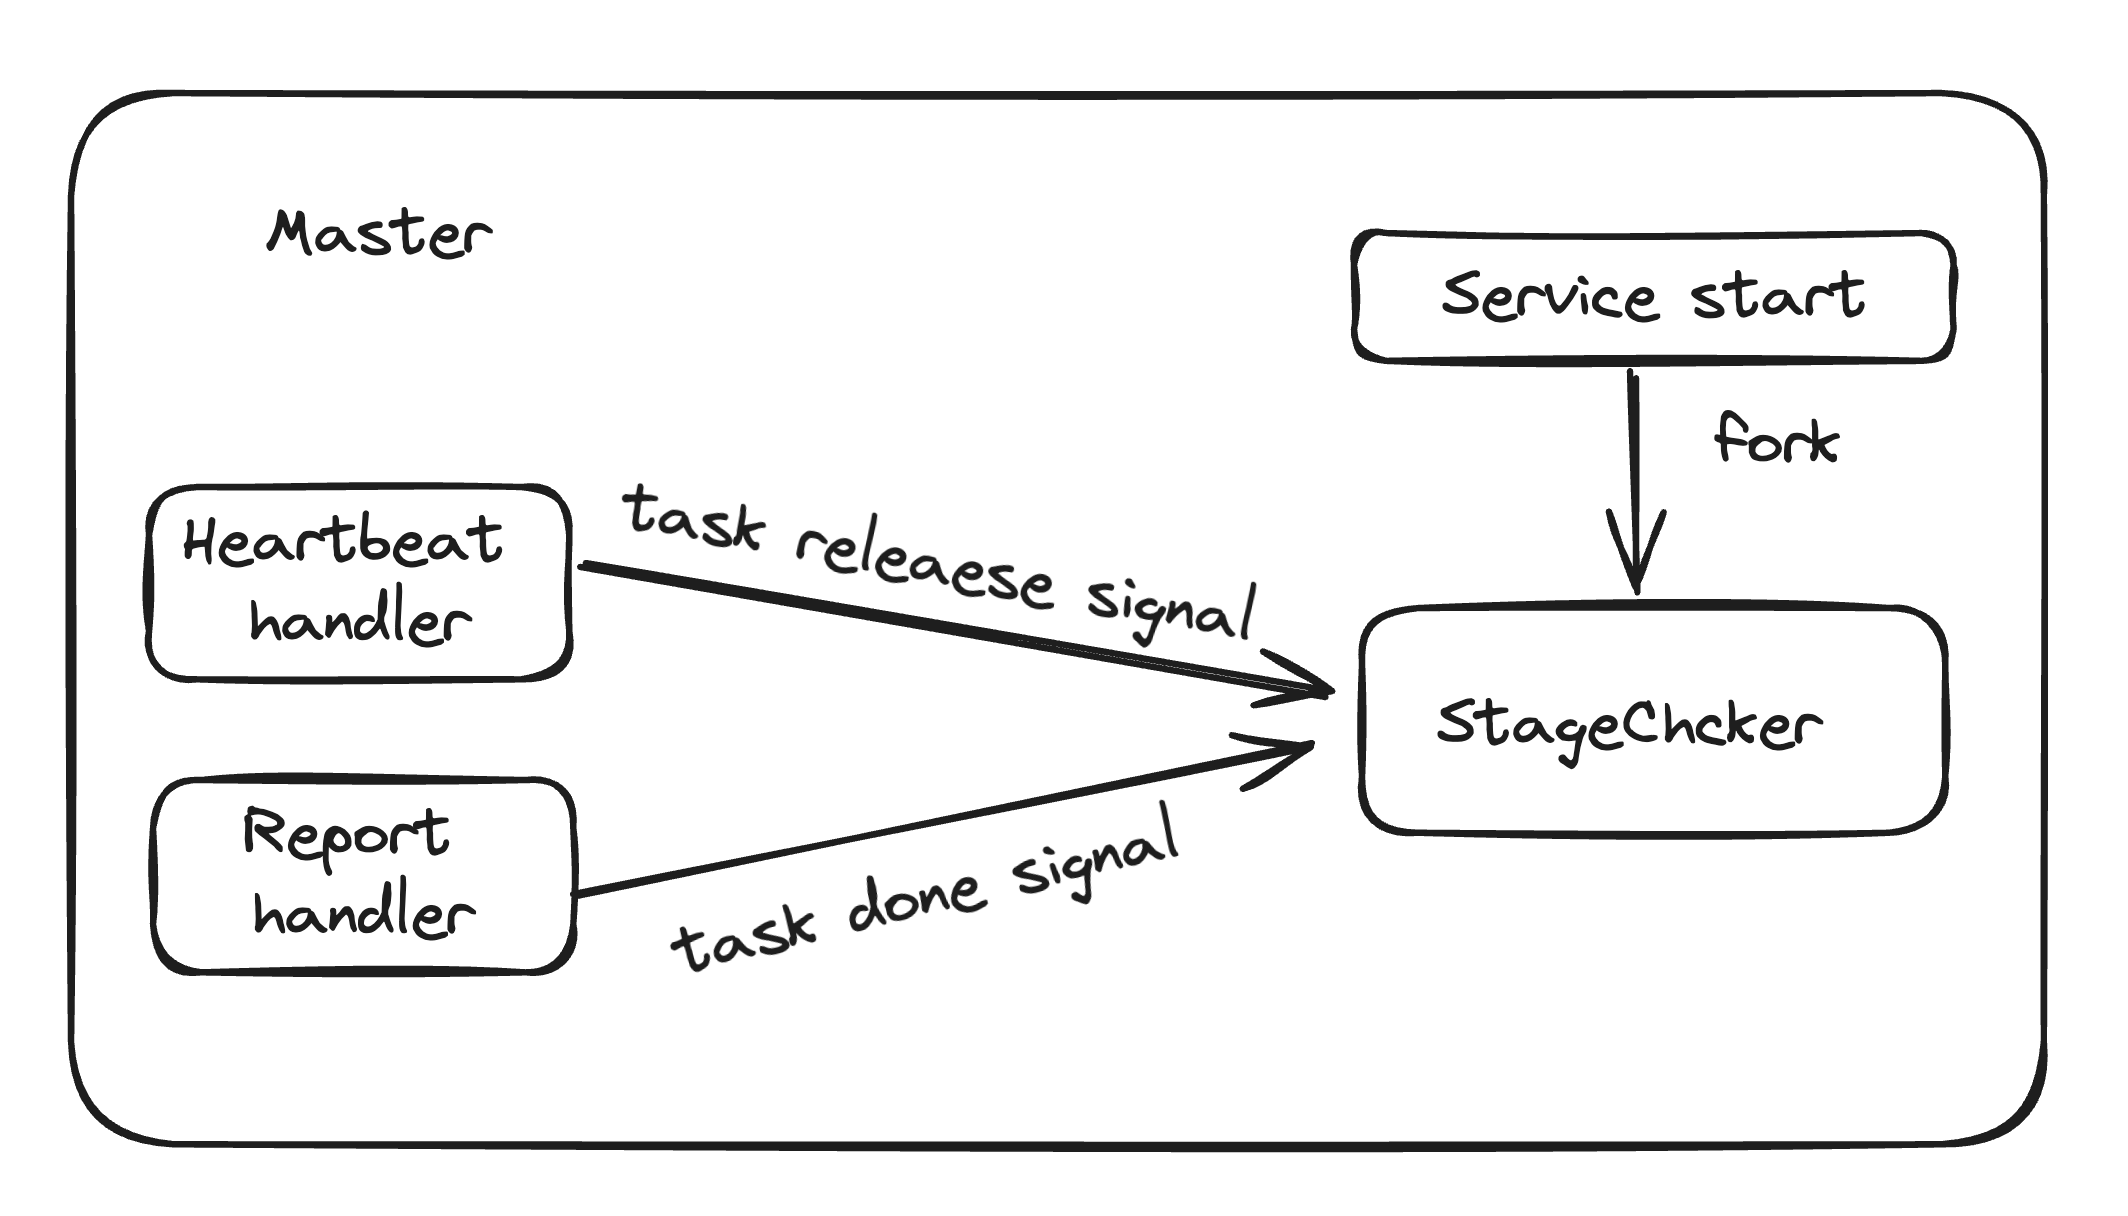 Master
Service start
fork
Heartbeat
handler
task releaese signal
StageChcker
Report
handler
task done signal